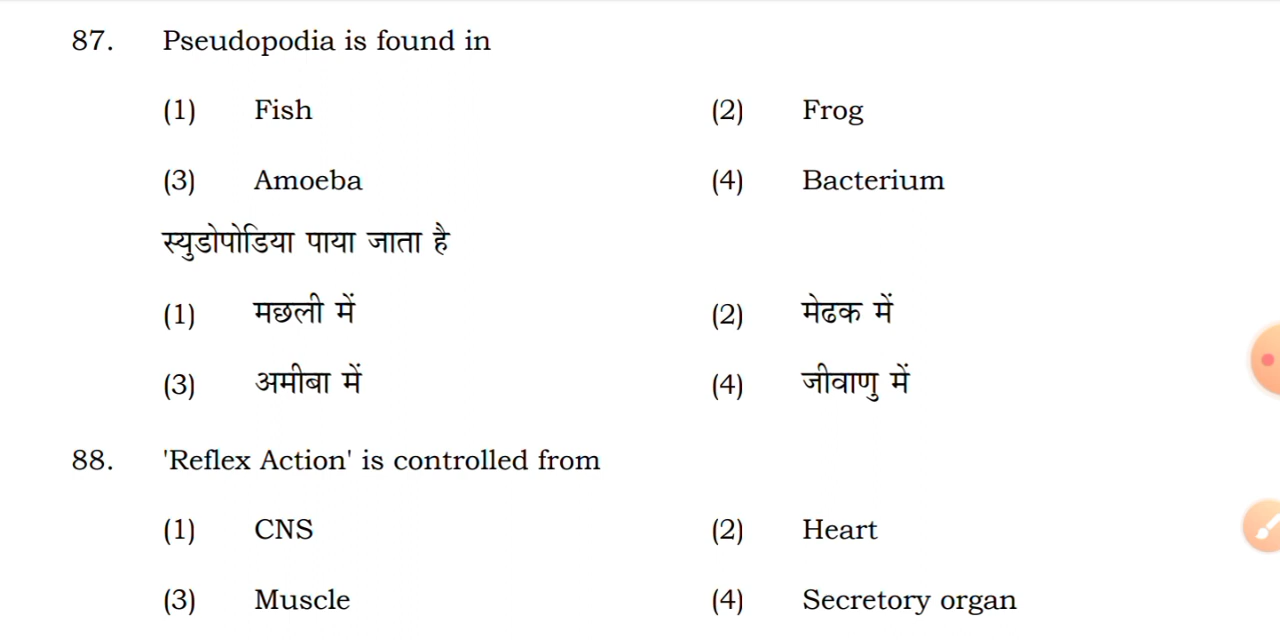 87. Pseudopodia is found in
(1) Fish (2) Frog
(3) Amoeba (4) Bacterium
स्युडोपोडिया पाया जाता है
(1) मछली में (2) मेढक में
(3) अमीबा में (4) जीवाणु में
88. 'Reflex Action' is controlled from
(1) CNS (2) Heart
(3) Muscle (4) Secretory organ